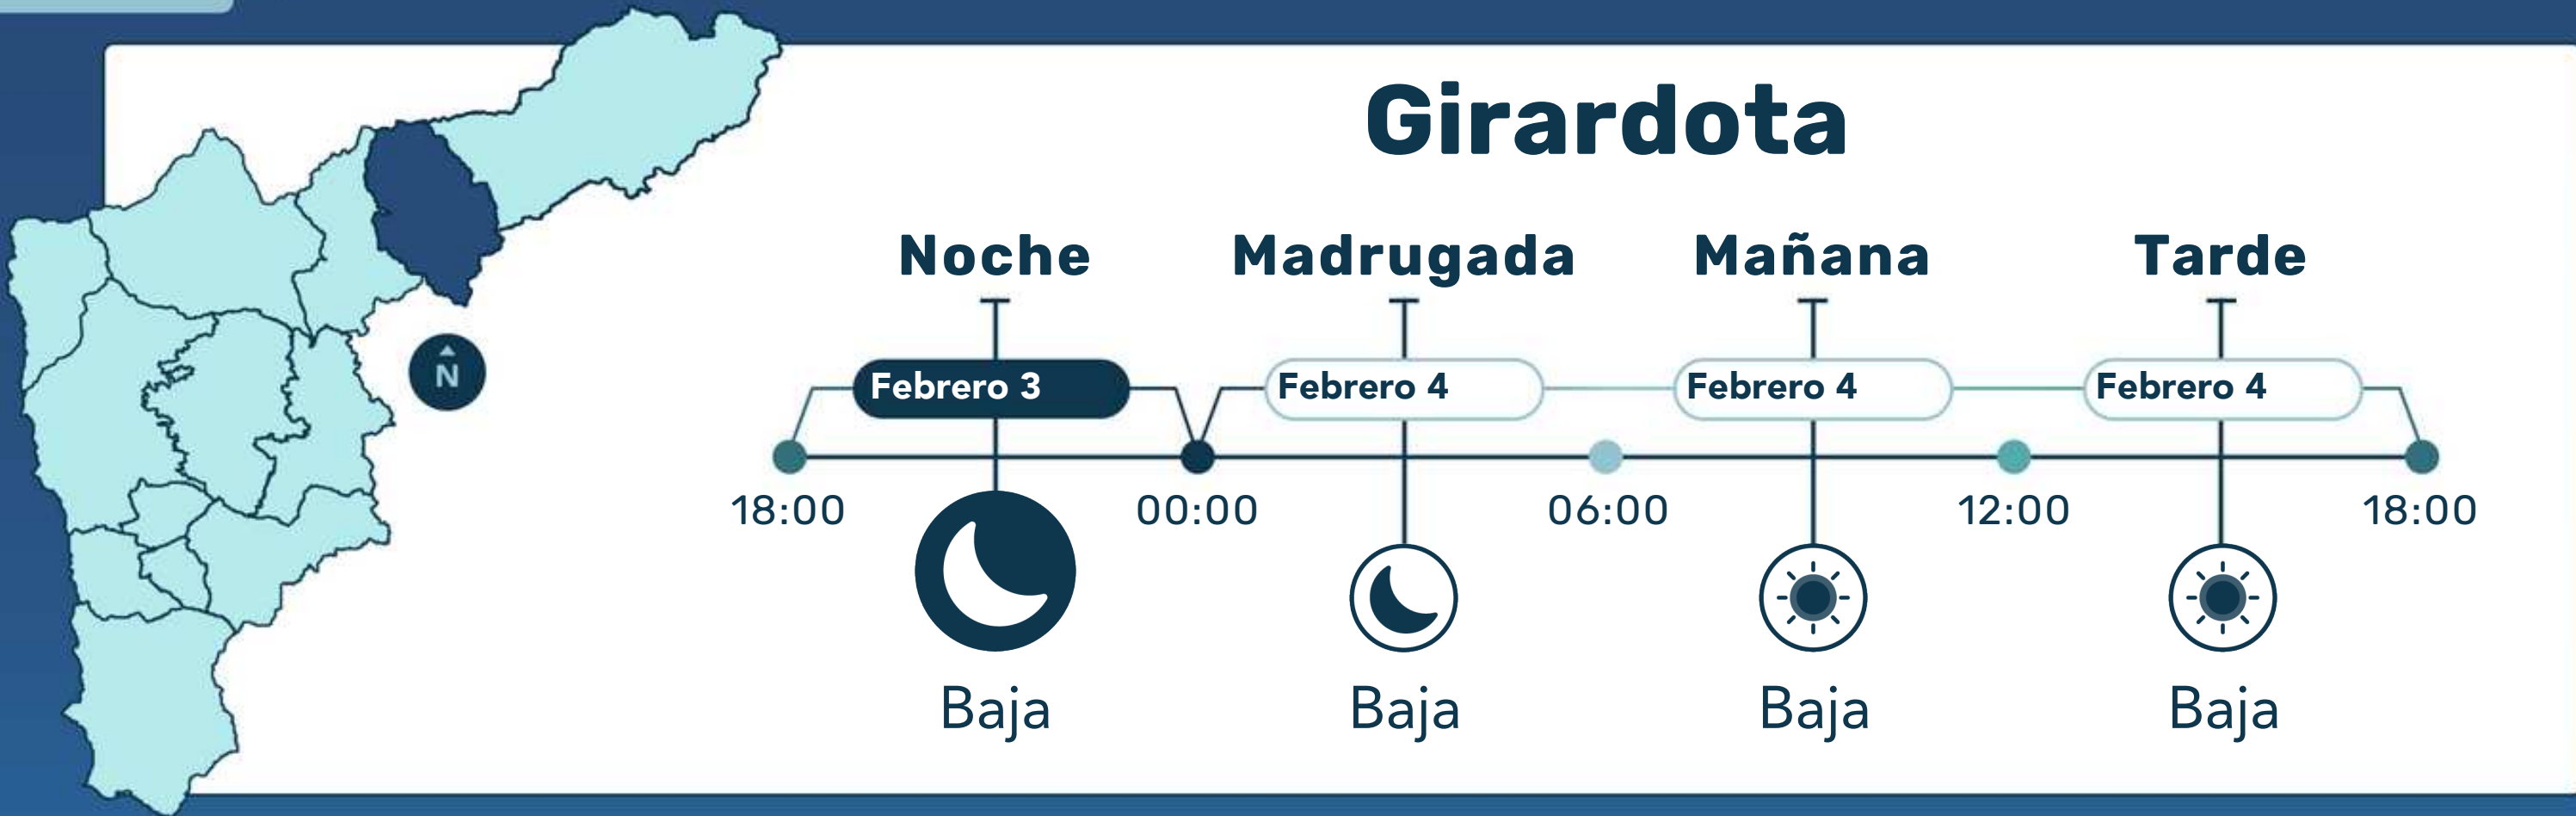 Girardota
Noche Madrugada Mañana Tarde
Febrero 3 Febrero 4 Febrero 4 Febrero 4
N
18:00 00:00 06:00 12:00 18:00
Baja Baja Baja Baja